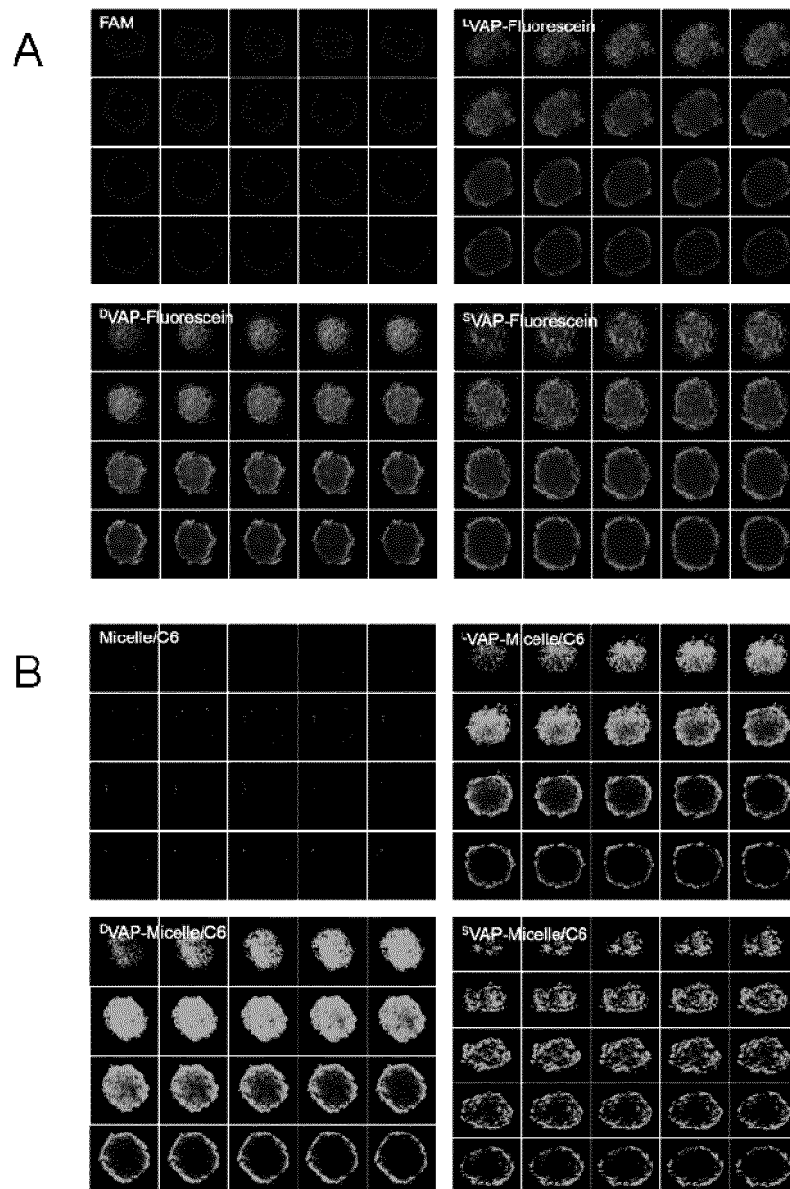 A
FAM
ᴸVAP-Fluorescein
ᴰVAP-Fluorescein
ˢVAP-Fluorescein
B
Micelle/C6
ᴸVAP-Micelle/C6
ᴰVAP-Micelle/C6
ˢVAP-Micelle/C6